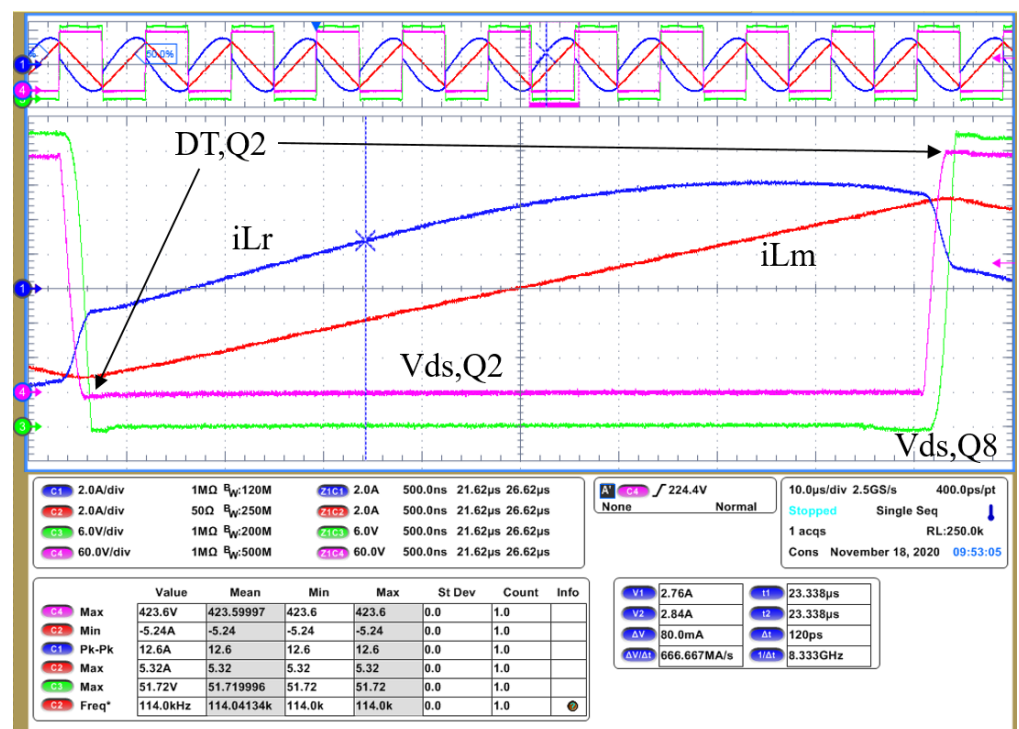 50.0%
DT,Q2
iLr
iLm
Vds,Q2
Vds,Q8
C1 2.0A/div 1MΩ BW:120M Z1C1 2.0A 500.0ns 21.62µs 26.62µs
C2 2.0A/div 50Ω BW:250M Z1C2 2.0A 500.0ns 21.62µs 26.62µs
C3 6.0V/div 1MΩ BW:200M Z1C3 6.0V 500.0ns 21.62µs 26.62µs
C4 60.0V/div 1MΩ BW:500M Z1C4 60.0V 500.0ns 21.62µs 26.62µs
A' C4 224.4V
None Normal
10.0µs/div 2.5GS/s 400.0ps/pt
Stopped Single Seq
1 acqs RL:250.0k
Cons November 18, 2020 09:53:05
Value Mean Min Max St Dev Count Info
C4 Max 423.6V 423.59997 423.6 423.6 0.0 1.0
C2 Min -5.24A -5.24 -5.24 -5.24 0.0 1.0
C1 Pk-Pk 12.6A 12.6 12.6 12.6 0.0 1.0
C2 Max 5.32A 5.32 5.32 5.32 0.0 1.0
C3 Max 51.72V 51.719996 51.72 51.72 0.0 1.0
C2 Freq* 114.0kHz 114.04134k 114.0k 114.0k 0.0 1.0
V1 2.76A t1 23.338µs
V2 2.84A t2 23.338µs
ΔV 80.0mA Δt 120ps
ΔV/Δt 666.667MA/s 1/Δt 8.333GHz